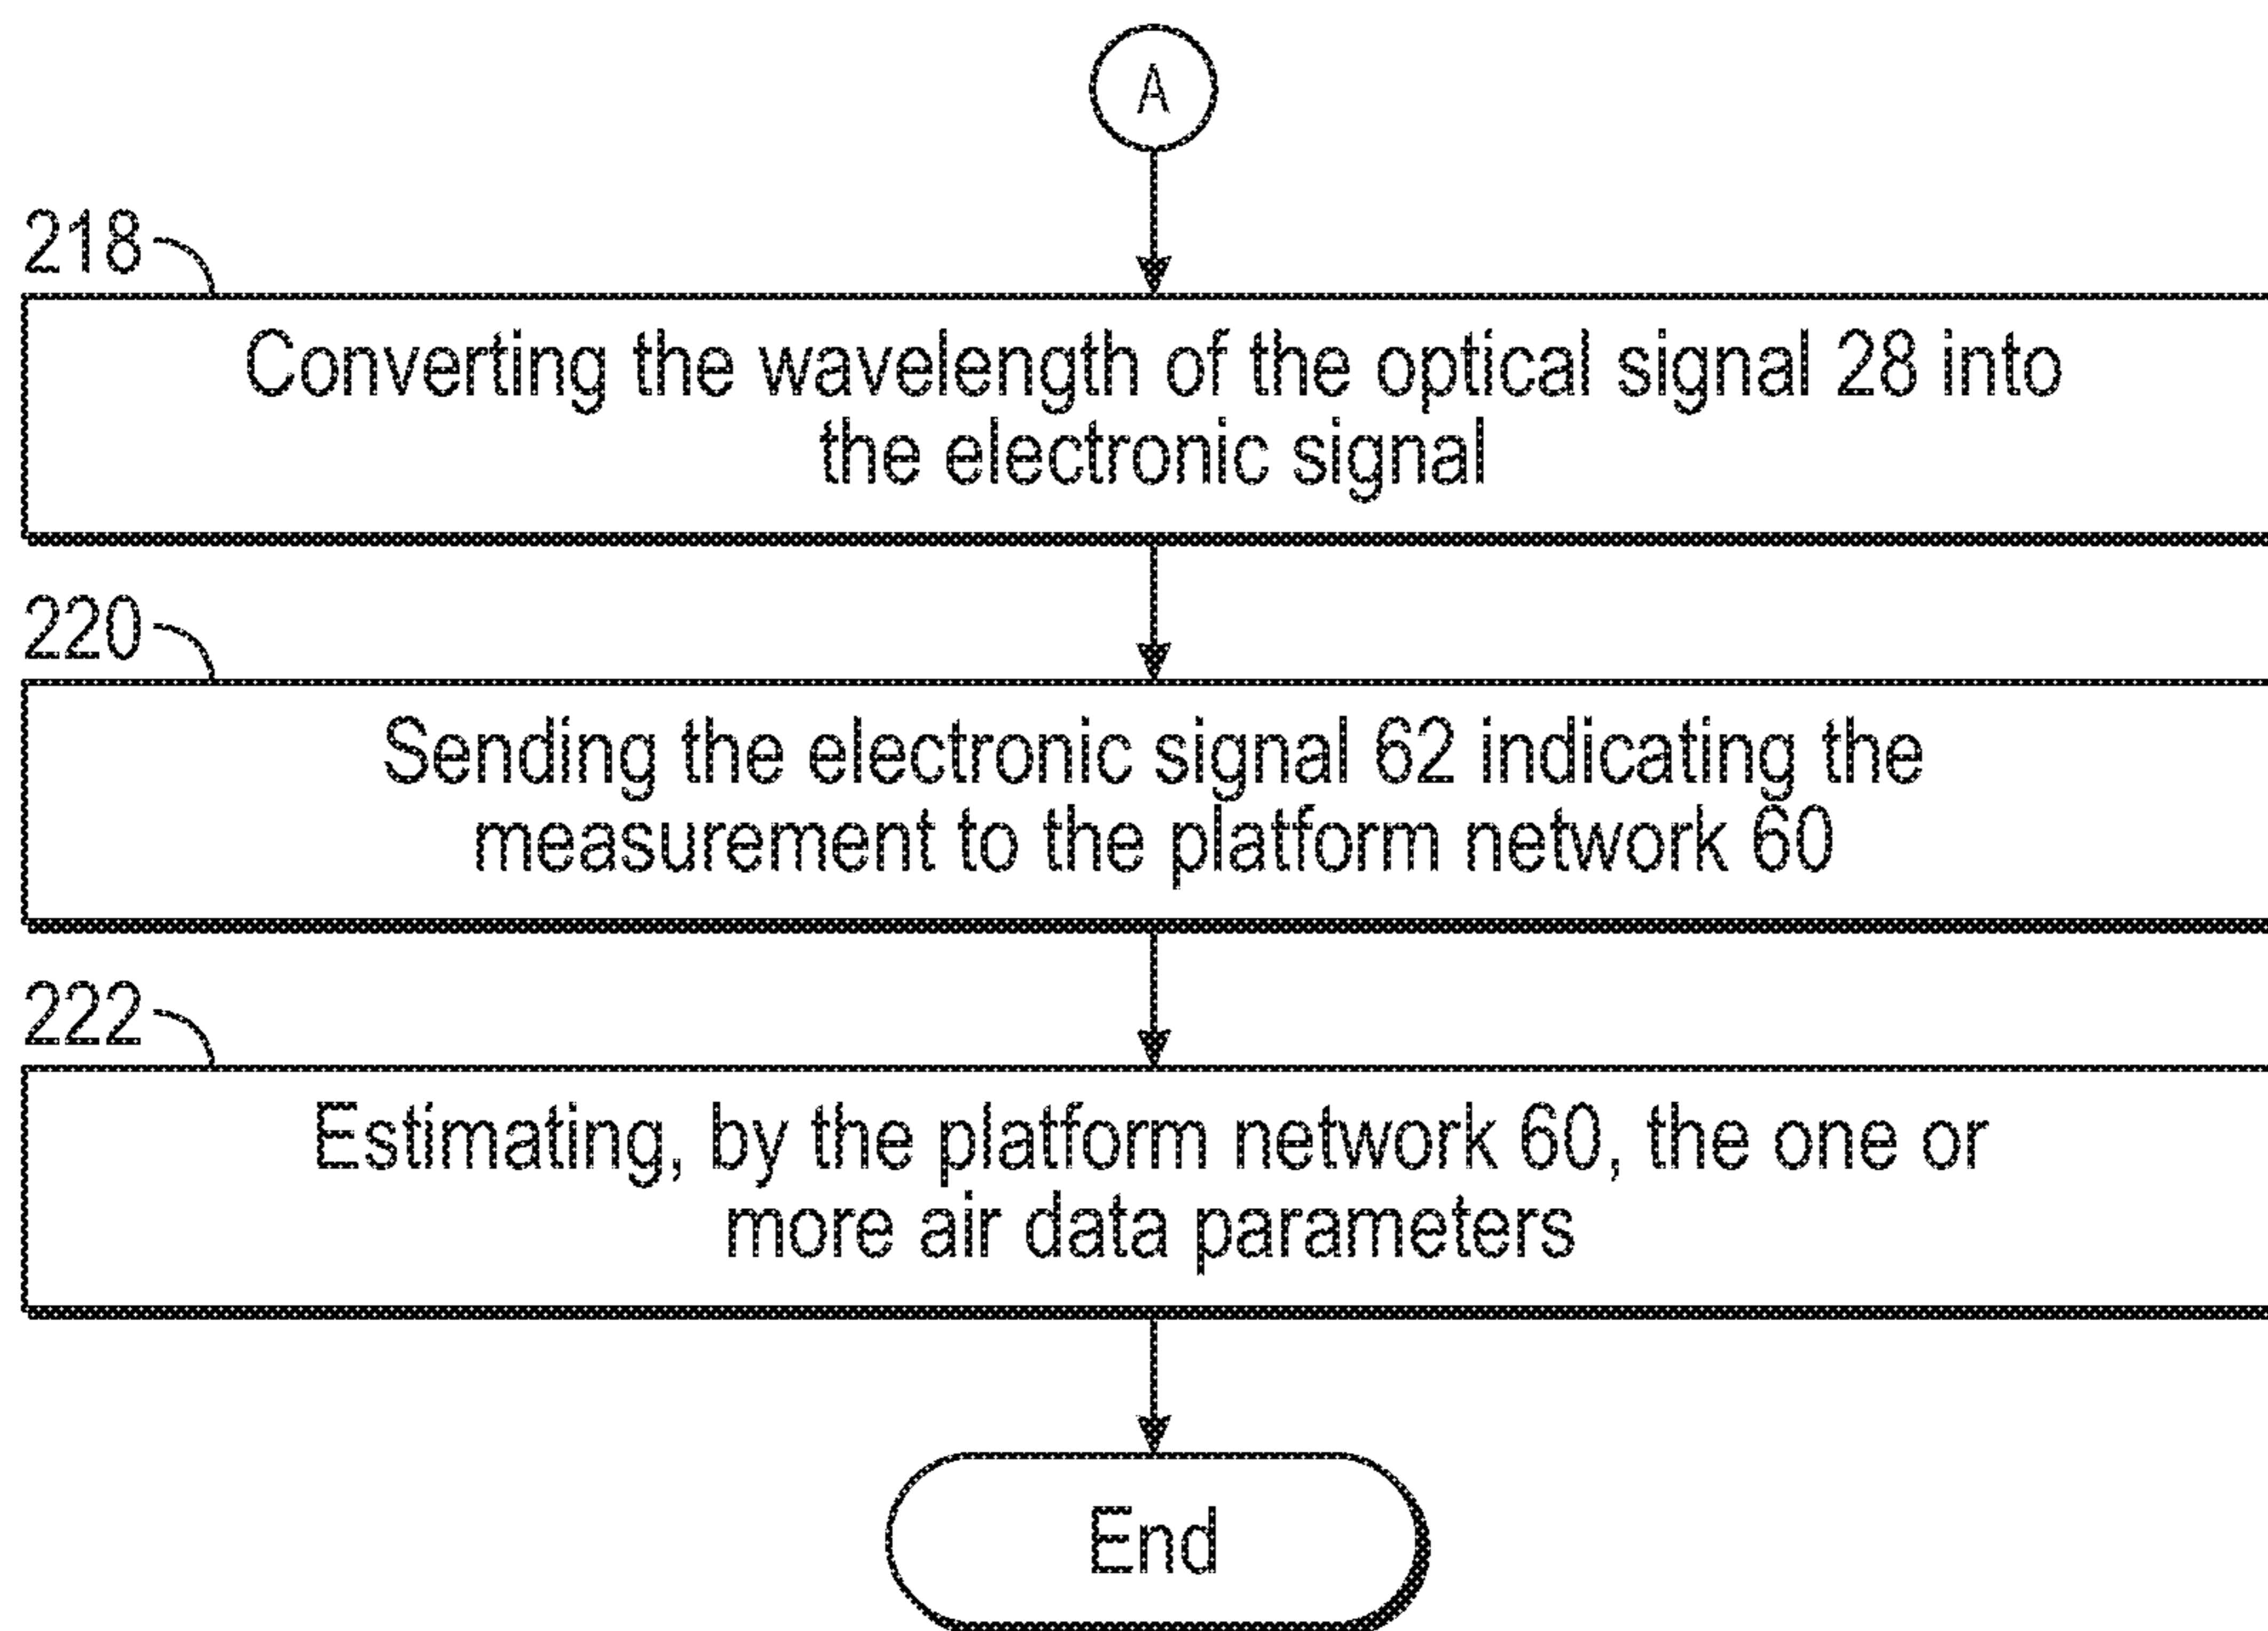 A
218
Converting the wavelength of the optical signal 28 into
the electronic signal
220
Sending the electronic signal 62 indicating the
measurement to the platform network 60
222
Estimating, by the platform network 60, the one or
more air data parameters
End